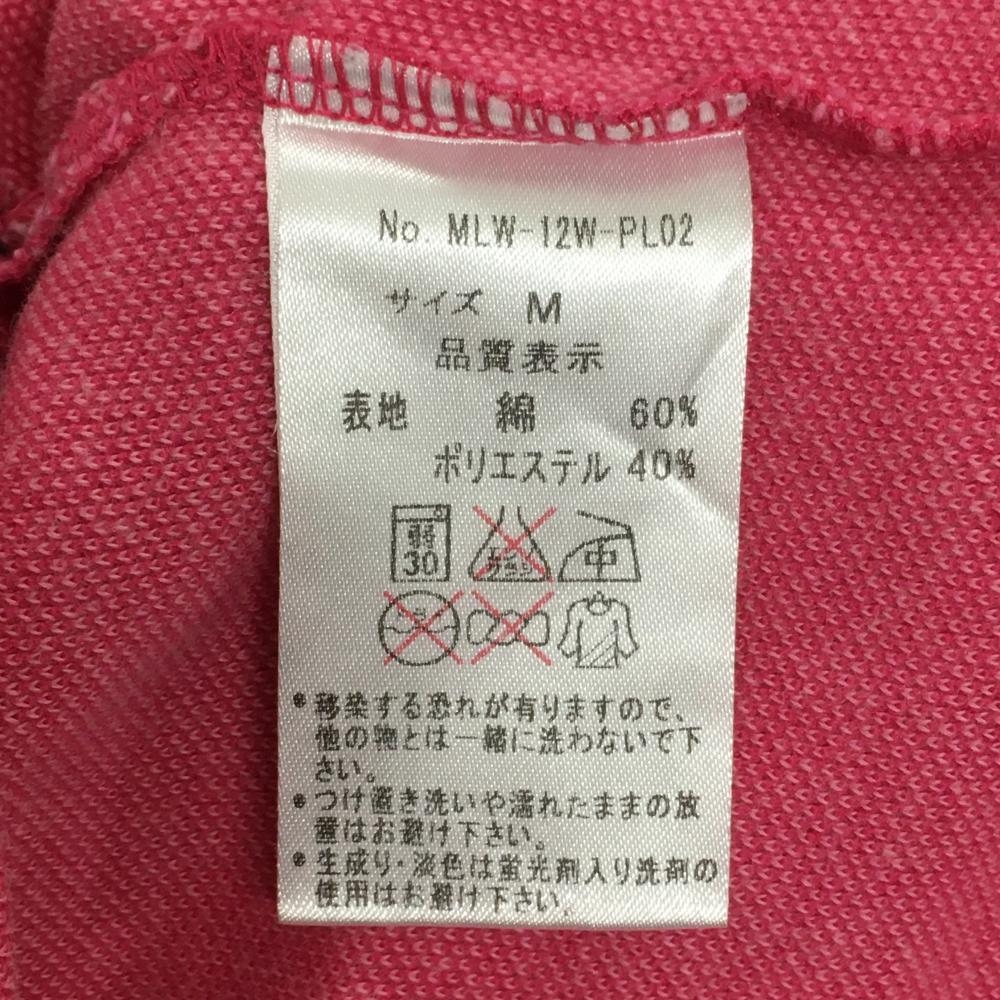 No. MLW-12W-PL02
サイズ M
品質表示
表地 綿 60%
ポリエステル 40%
弱 30 中
移染する恐れが有りますので、
他の物とは一緒に洗わないで下
さい。
つけ置き洗いや濡れたままの放
置はお避け下さい。
生成り・淡色は蛍光剤入り洗剤の
使用はお避け下さい。